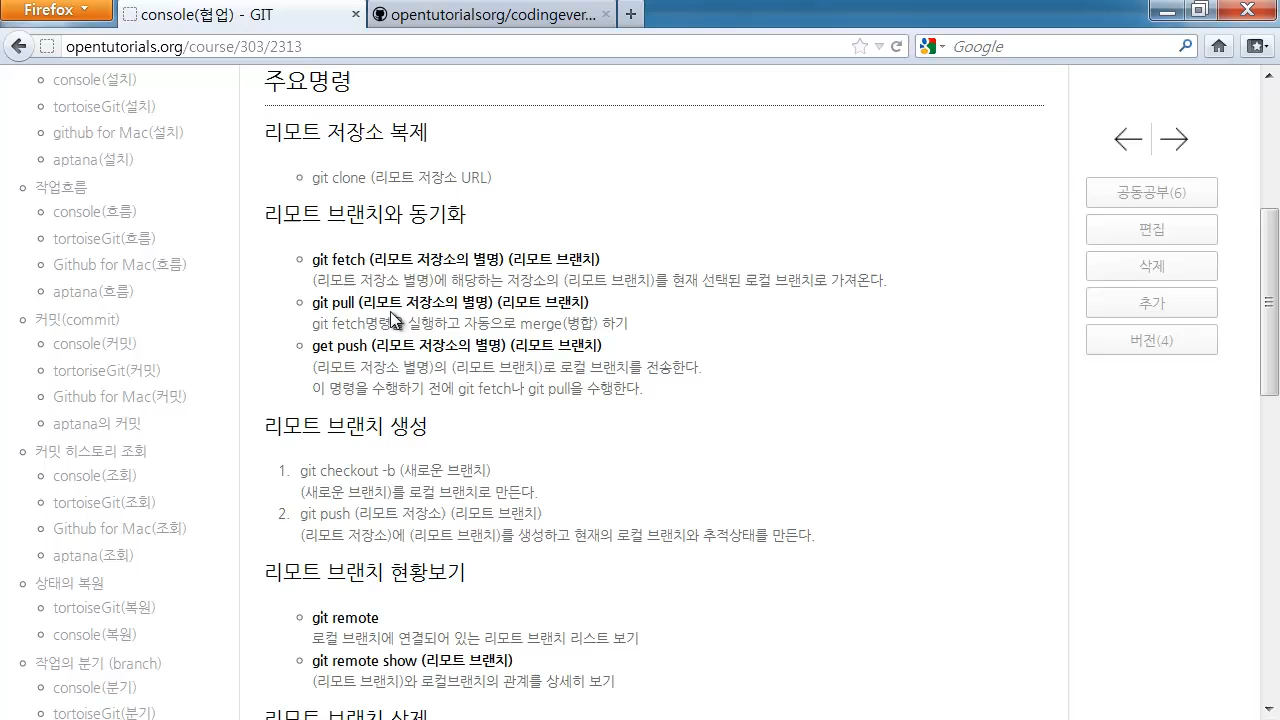 Firefox
console(협업) - GIT
opentutorialsorg/codingever...
opentutorials.org/course/303/2313
Google
console(설치)
tortoiseGit(설치)
github for Mac(설치)
aptana(설치)
작업흐름
console(흐름)
tortoiseGit(흐름)
Github for Mac(흐름)
aptana(흐름)
커밋(commit)
console(커밋)
tortoriseGit(커밋)
Github for Mac(커밋)
aptana의 커밋
커밋 히스토리 조회
console(조회)
tortoiseGit(조회)
Github for Mac(조회)
aptana(조회)
상태의 복원
tortoiseGit(복원)
console(복원)
작업의 분기 (branch)
console(분기)
tortoiseGit(분기)
주요명령
리모트 저장소 복제
git clone (리모트 저장소 URL)
리모트 브랜치와 동기화
git fetch (리모트 저장소의 별명) (리모트 브랜치)
(리모트 저장소 별명)에 해당하는 저장소의 (리모트 브랜치)를 현재 선택된 로컬 브랜치로 가져온다.
git pull (리모트 저장소의 별명) (리모트 브랜치)
git fetch명령 실행하고 자동으로 merge(병합) 하기
get push (리모트 저장소의 별명) (리모트 브랜치)
(리모트 저장소 별명)의 (리모트 브랜치)로 로컬 브랜치를 전송한다.
이 명령을 수행하기 전에 git fetch나 git pull을 수행한다.
리모트 브랜치 생성
1. git checkout -b (새로운 브랜치)
(새로운 브랜치)를 로컬 브랜치로 만든다.
2. git push (리모트 저장소) (리모트 브랜치)
(리모트 저장소)에 (리모트 브랜치)를 생성하고 현재의 로컬 브랜치와 추적상태를 만든다.
리모트 브랜치 현황보기
git remote
로컬 브랜치에 연결되어 있는 리모트 브랜치 리스트 보기
git remote show (리모트 브랜치)
(리모트 브랜치)와 로컬브랜치의 관계를 상세히 보기
리모트 브랜치 삭제
공동공부(6)
편집
삭제
추가
버전(4)